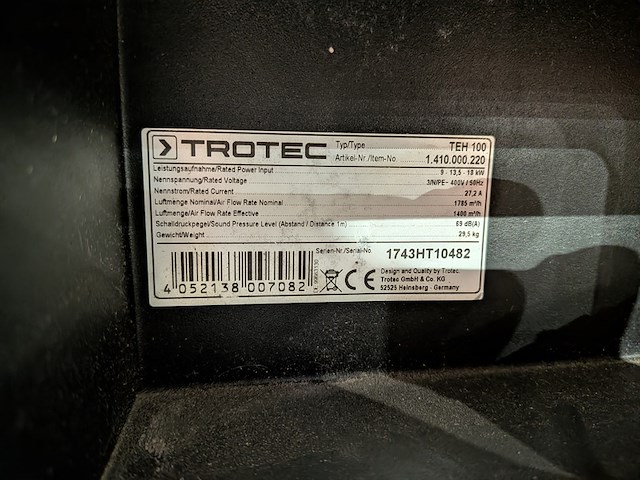 TROTEC
Typ/Type TEH 100
Artikel-Nr./Item-No 1.410.000.220
Leistungsaufnahme/Rated Power Input 9 - 13,5 - 18 kW
Nennspannung/Rated Voltage 3/N/PE~ 400V / 50Hz
Nennstrom/Rated Current 27,2 A
Luftmenge Nominal/Air Flow Rate Nominal 1785 m³/h
Luftmenge/Air Flow Rate Effective 1400 m³/h
Schalldruckpegel/Sound Pressure Level (Abstand / Distance 1m) 69 dB(A)
Gewicht/Weight 29,5 kg
Serien-Nr./Serial-No. 1743HT10482
4 052138 007082
CE
Design and Quality by Trotec
Trotec GmbH & Co. KG
52525 Heinsberg - Germany